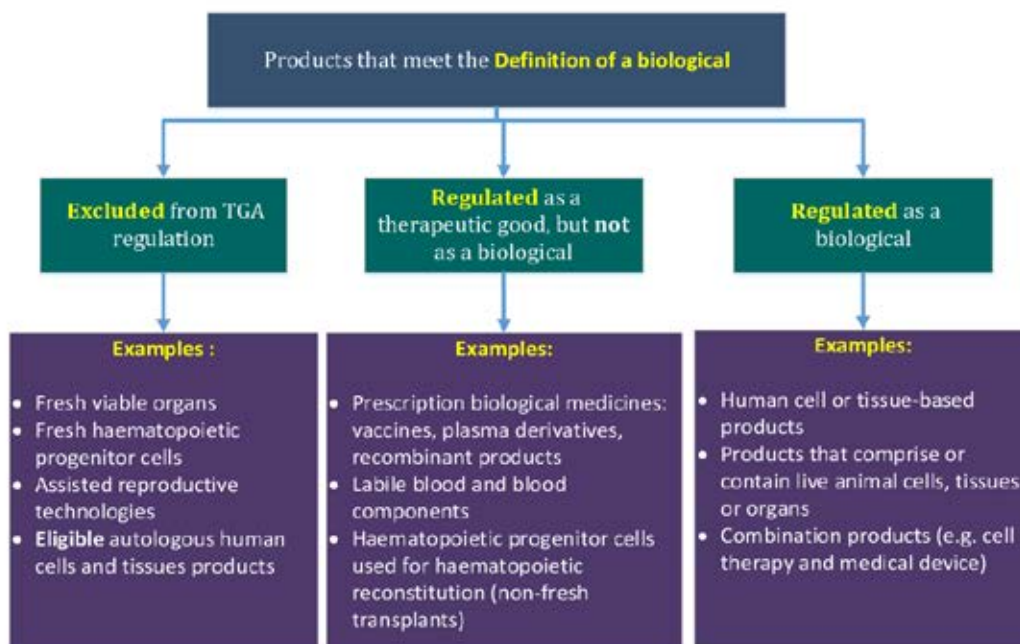 Products that meet the Definition of a biological
Excluded from TGA
regulation
Regulated as a
therapeutic good, but not
as a biological
Regulated as a
biological
Examples :
• Fresh viable organs
• Fresh haematopoietic
progenitor cells
• Assisted reproductive
technologies
• Eligible autologous human
cells and tissues products
Examples:
• Prescription biological medicines:
vaccines, plasma derivatives,
recombinant products
• Labile blood and blood
components
• Haematopoietic progenitor cells
used for haematopoietic
reconstitution (non-fresh
transplants)
Examples:
• Human cell or tissue-based
products
• Products that comprise or
contain live animal cells, tissues
or organs
• Combination products (e.g. cell
therapy and medical device)